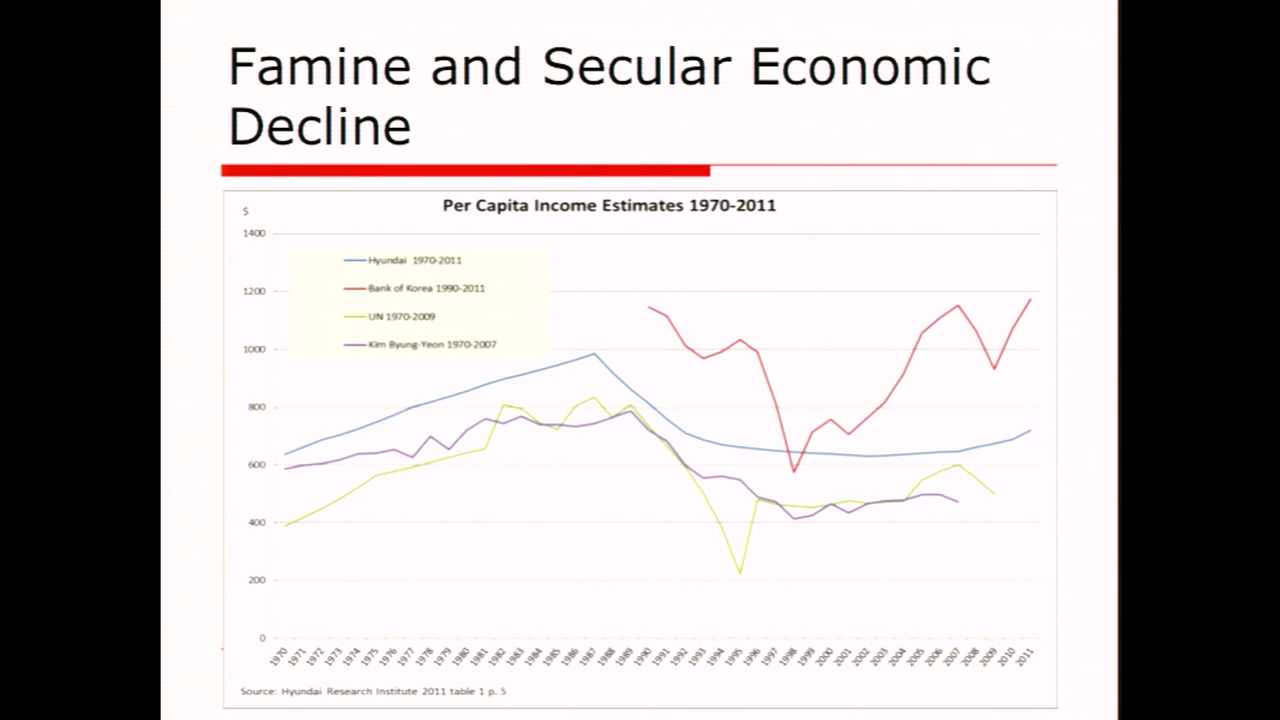 Famine and Secular Economic
Decline
Per Capita Income Estimates 1970-2011
$
1400
1200
1000
800
600
400
200
0
Hyundai 1970-2011
Bank of Korea 1990-2011
UN 1970-2009
Kim Byung-Yeon 1970-2007
1970 1971 1972 1973 1974 1975 1976 1977 1978 1979 1980 1981 1982 1983 1984 1985 1986 1987 1988 1989 1990 1991 1992 1993 1994 1995 1996 1997 1998 1999 2000 2001 2002 2003 2004 2005 2006 2007 2008 2009 2010 2011
Source: Hyundai Research Institute 2011 table 1 p. 5